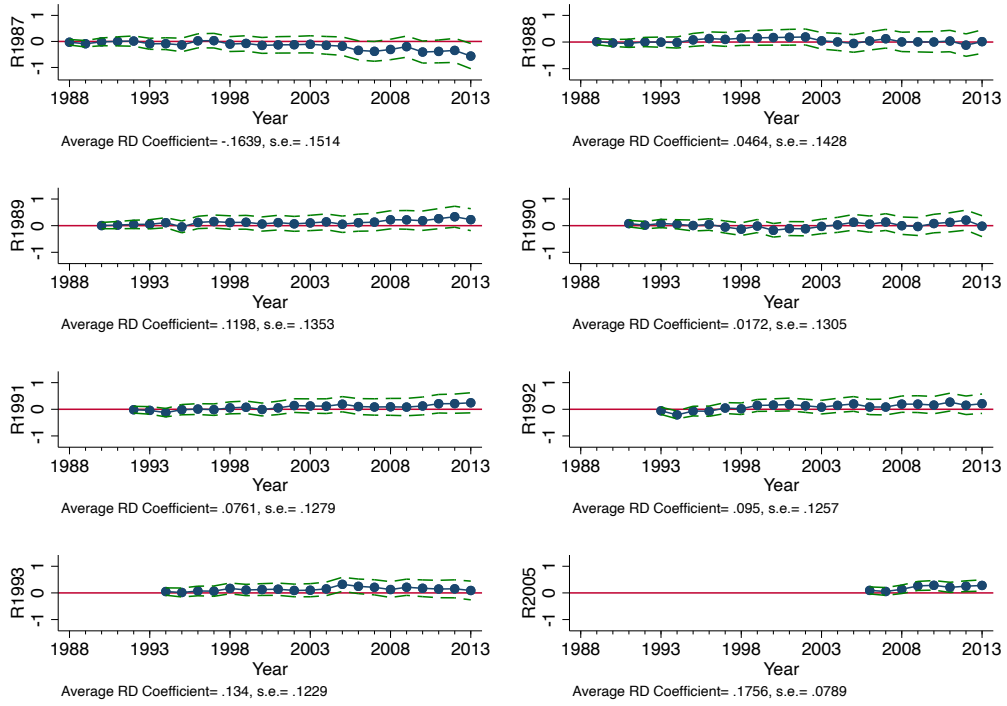 R1987
1
0
-1
1988 1993 1998 2003 2008 2013
Year
Average RD Coefficient= -.1639, s.e.= .1514
R1988
1
0
-1
1988 1993 1998 2003 2008 2013
Year
Average RD Coefficient= .0464, s.e.= .1428
R1989
1
0
-1
1988 1993 1998 2003 2008 2013
Year
Average RD Coefficient= .1198, s.e.= .1353
R1990
1
0
-1
1988 1993 1998 2003 2008 2013
Year
Average RD Coefficient= .0172, s.e.= .1305
R1991
1
0
-1
1988 1993 1998 2003 2008 2013
Year
Average RD Coefficient= .0761, s.e.= .1279
R1992
1
0
-1
1988 1993 1998 2003 2008 2013
Year
Average RD Coefficient= .095, s.e.= .1257
R1993
1
0
-1
1988 1993 1998 2003 2008 2013
Year
Average RD Coefficient= .134, s.e.= .1229
R2005
1
0
-1
1988 1993 1998 2003 2008 2013
Year
Average RD Coefficient= .1756, s.e.= .0789